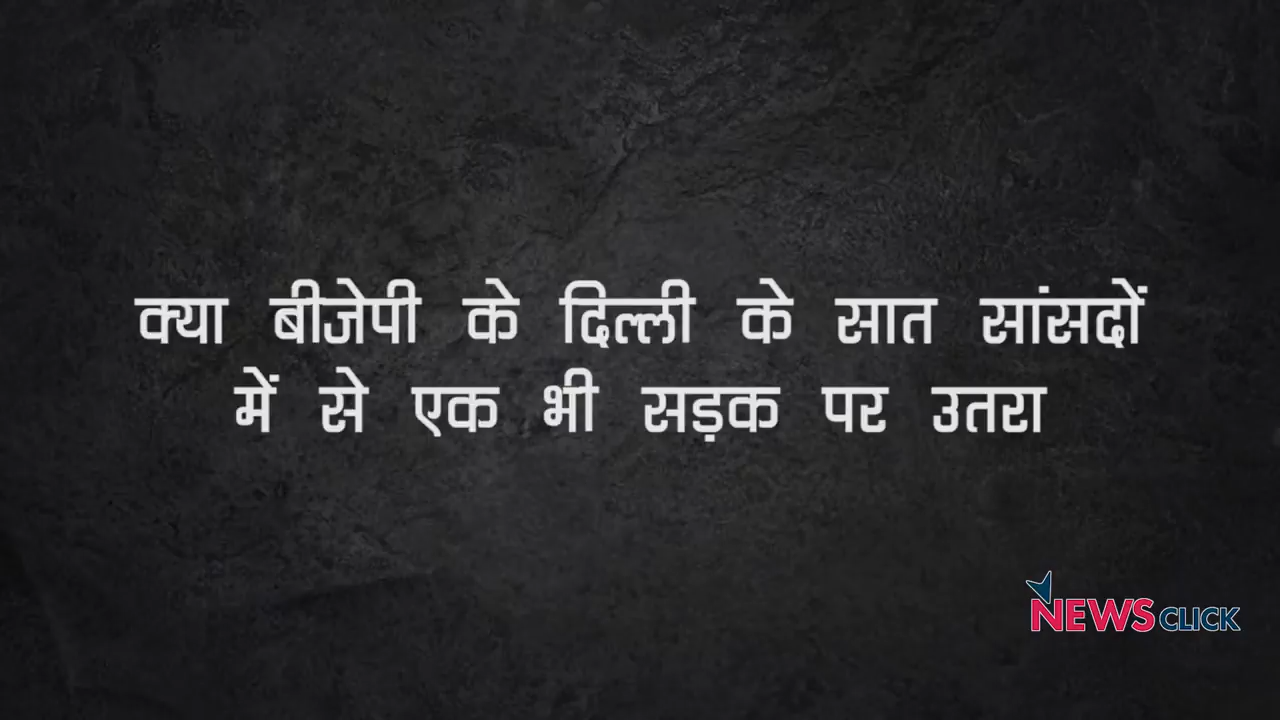 क्या बीजेपी के दिल्ली के सात सांसदों
में से एक भी सड़क पर उतरा
NEWSCLICK